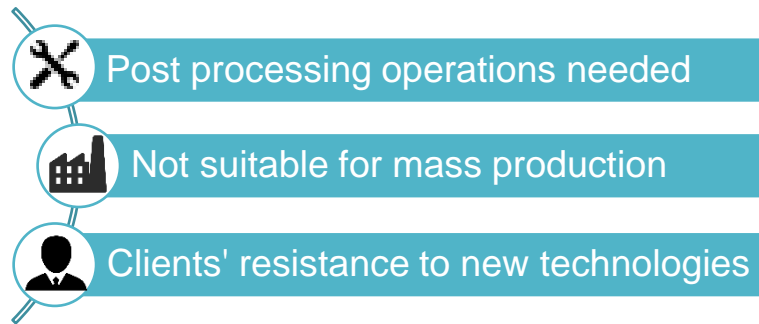 Post processing operations needed
Not suitable for mass production
Clients' resistance to new technologies